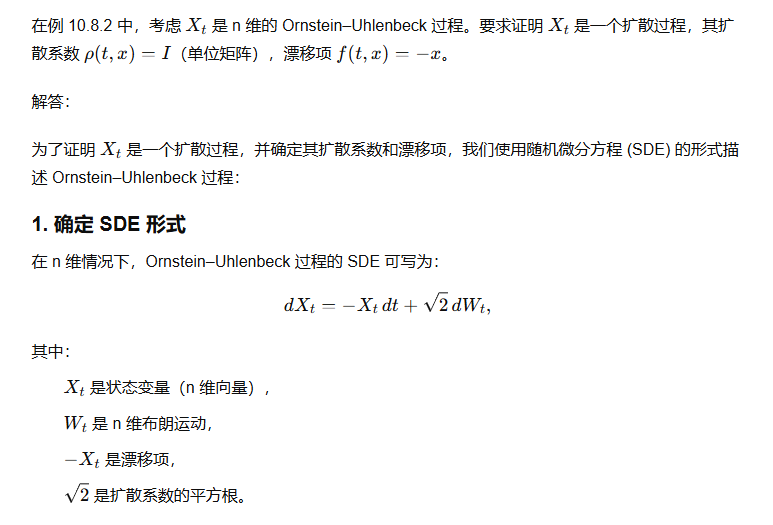 在例 10.8.2 中，考虑 X_t 是 n 维的 Ornstein–Uhlenbeck 过程。要求证明 X_t 是一个扩散过程，其扩
散系数 ρ(t, x) = I（单位矩阵），漂移项 f(t, x) = −x。
解答：
为了证明 X_t 是一个扩散过程，并确定其扩散系数和漂移项，我们使用随机微分方程 (SDE) 的形式描
述 Ornstein–Uhlenbeck 过程：
1. 确定 SDE 形式
在 n 维情况下，Ornstein–Uhlenbeck 过程的 SDE 可写为：
dX_t = −X_t dt + √2 dW_t,
其中：
X_t 是状态变量（n 维向量），
W_t 是 n 维布朗运动，
−X_t 是漂移项，
√2 是扩散系数的平方根。